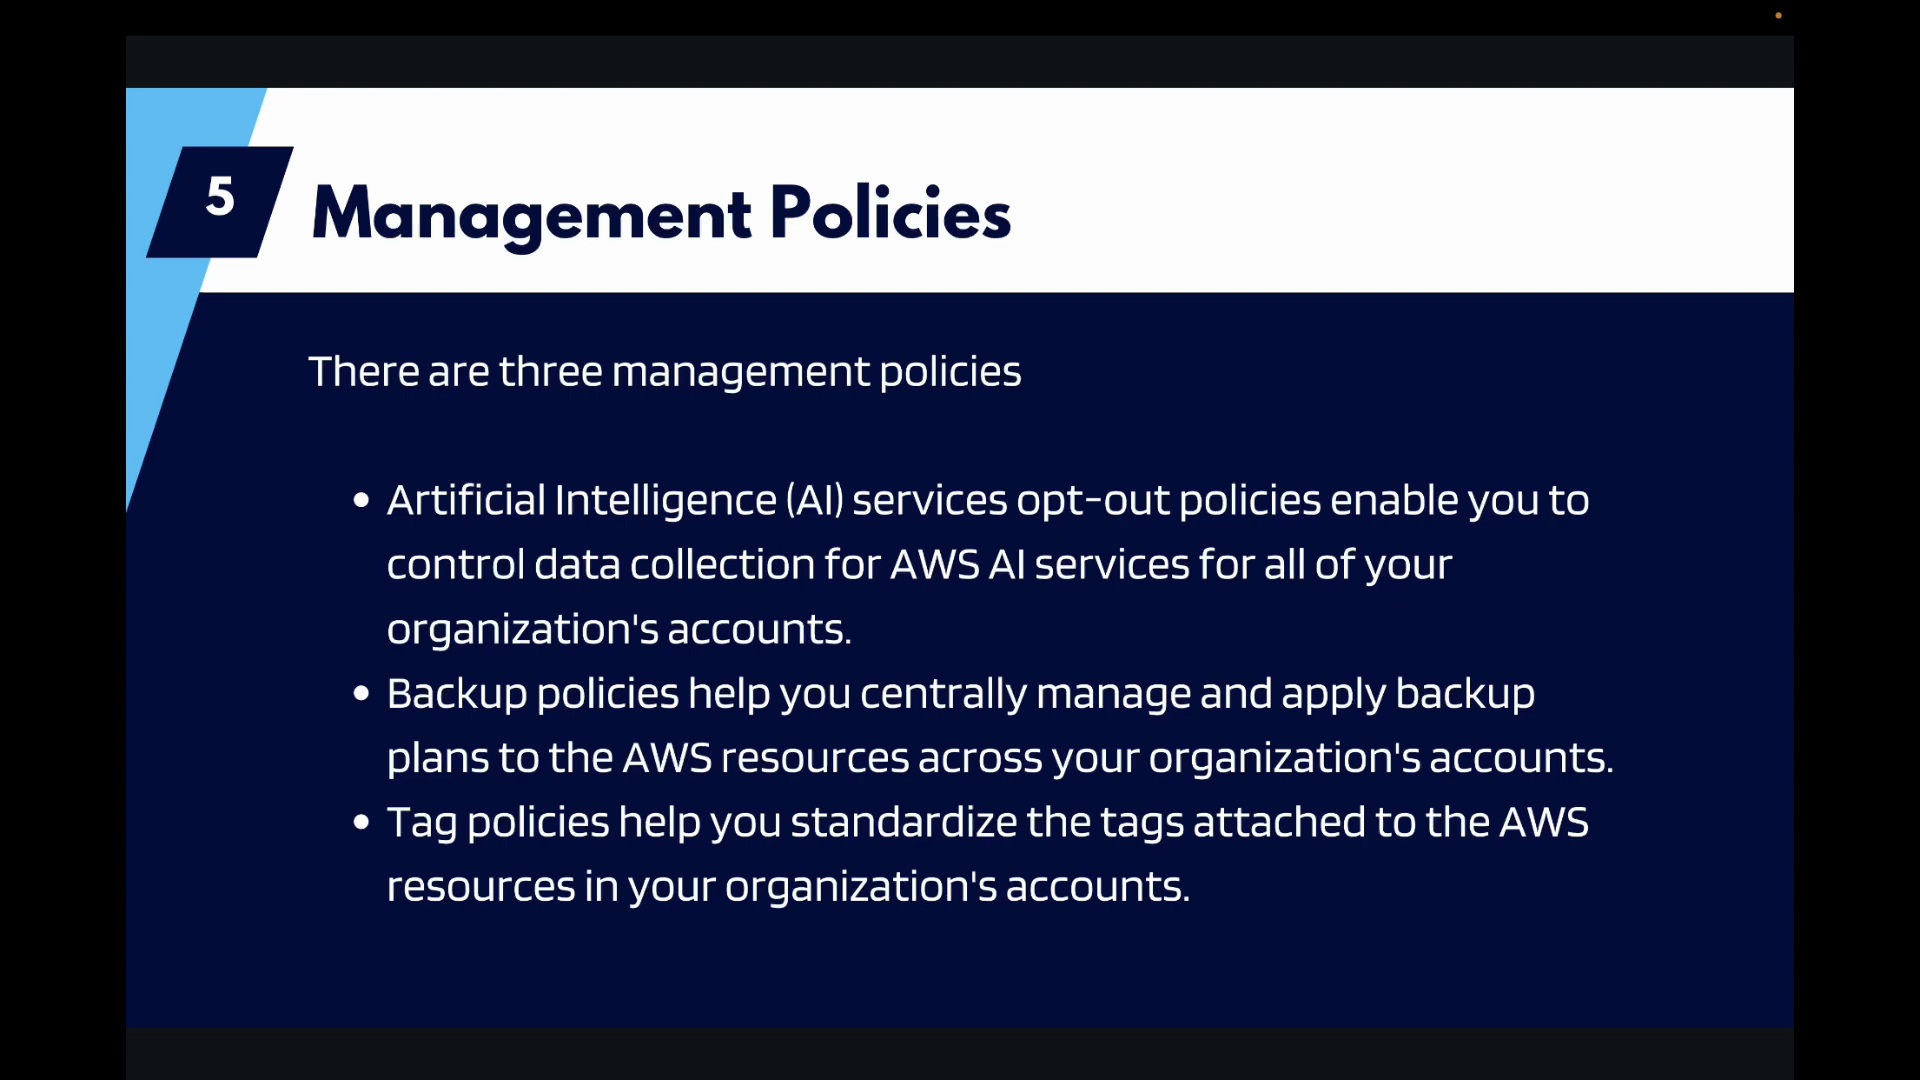 5
Management Policies
There are three management policies
• Artificial Intelligence (AI) services opt-out policies enable you to
control data collection for AWS AI services for all of your
organization's accounts.
• Backup policies help you centrally manage and apply backup
plans to the AWS resources across your organization's accounts.
• Tag policies help you standardize the tags attached to the AWS
resources in your organization's accounts.